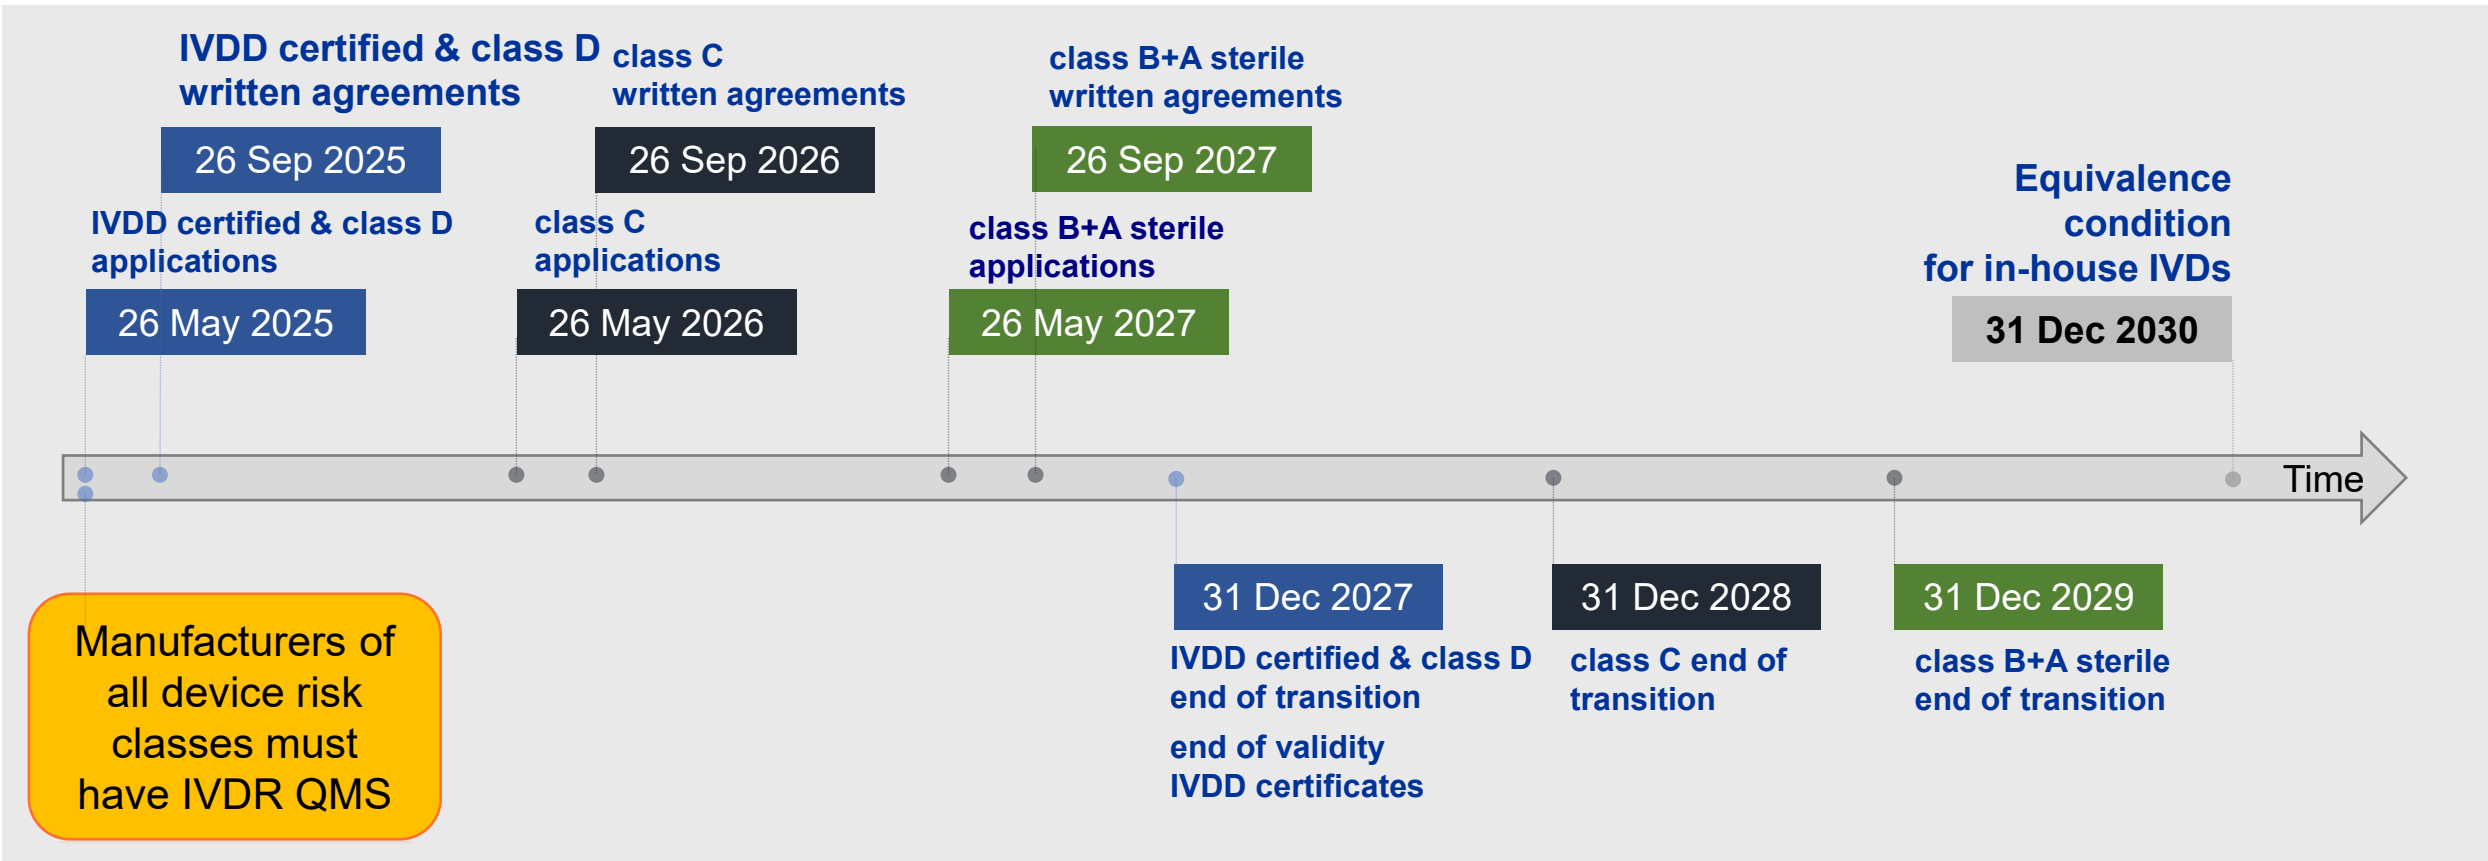 IVDD certified & class D
written agreements
26 Sep 2025
class C
written agreements
26 Sep 2026
class B+A sterile
written agreements
26 Sep 2027
IVDD certified & class D
applications
26 May 2025
class C
applications
26 May 2026
class B+A sterile
applications
26 May 2027
Equivalence
condition
for in-house IVDs
31 Dec 2030
Time
Manufacturers of
all device risk
classes must
have IVDR QMS
31 Dec 2027
IVDD certified & class D
end of transition
end of validity
IVDD certificates
31 Dec 2028
class C end of
transition
31 Dec 2029
class B+A sterile
end of transition